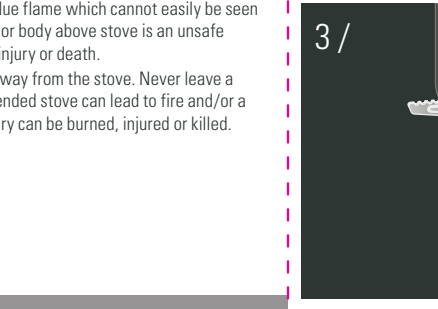 lue flame which cannot easily be seen
or body above stove is an unsafe
injury or death.
way from the stove. Never leave a
ended stove can lead to fire and/or a
ry can be burned, injured or killed.
3 /